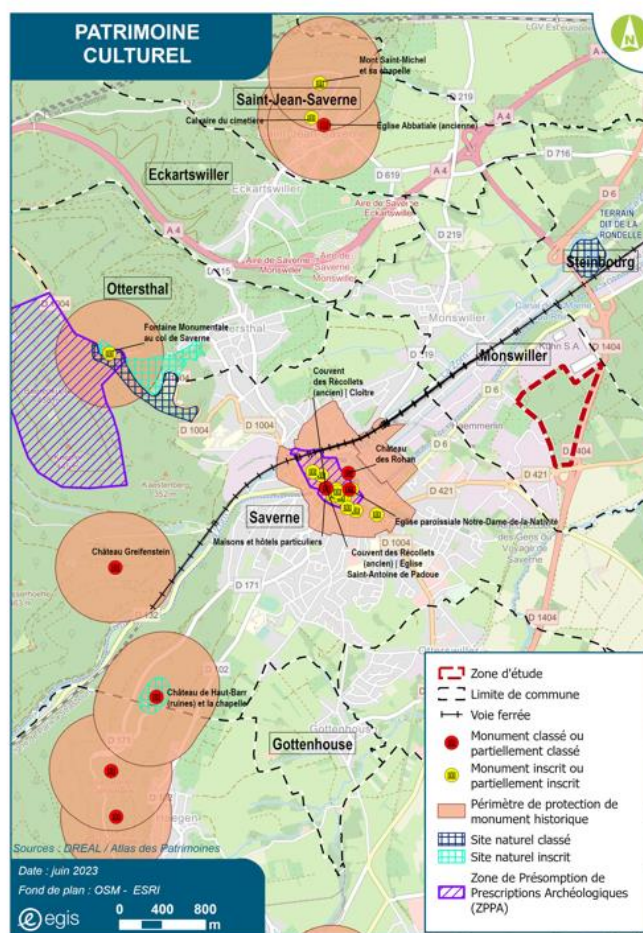 PATRIMOINE
CULTUREL
N
LGV Est européenne
Mont Saint-Michel
et sa chapelle
Saint-Jean-Saverne
Calvaire du cimetière
Eglise Abbatiale (ancienne)
D 219
D 716
D 619
A 4
Eckartswiller
Eckartswiller
Aire de Saverne
Eckartswiller
A 4
D 219
D 6
TERRAIN
DIT DE LA
RONDELLE
Steinbourg
Aire de Saverne
Monswiller
D 115
Ottersthal
D 1004
Monswiller
Fontaine Monumentale
au col de Saverne
Monswiller
Kuhn S.A.
D 1404
Couvent
des Récollets
(ancien) | Cloître
D 1004
D 6
Château
des Rohan
D 421
D 421
Saverne
Eglise paroissiale Notre-Dame-de-la-Nativité
Maisons et hôtels particuliers
D 1004
Couvent des Récollets
(ancien) | Eglise
Saint-Antoine de Padoue
Château Greifenstein
D 171
D 132
D 1404
D 102
Otterswiller
Château de Haut-Barr
(ruines) et la chapelle
Gottenhouse
Gottenhouse
D 171
Haegen
Zone d'étude
Limite de commune
Voie ferrée
Monument classé ou
partiellement classé
Monument inscrit ou
partiellement inscrit
Périmètre de protection de
monument historique
Site naturel classé
Site naturel inscrit
Zone de Présomption de
Prescriptions Archéologiques
(ZPPA)
Sources : DREAL / Atlas des Patrimoines
Date : juin 2023
Fond de plan : OSM - ESRI
egis
0 400 800
m